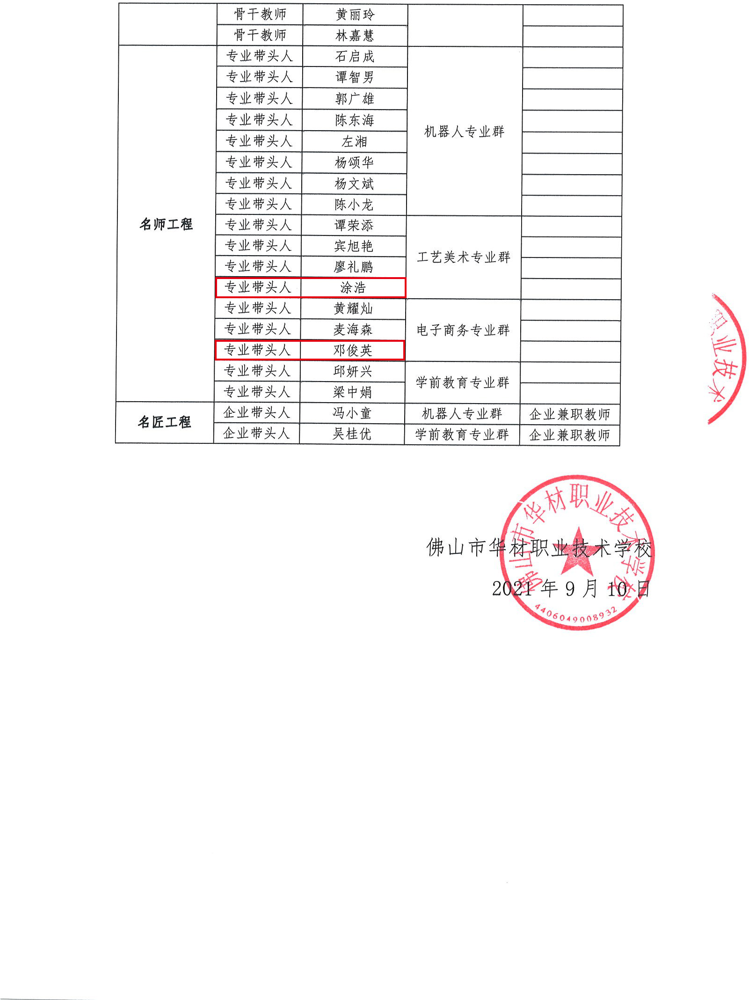 骨干教师 黄丽玲
骨干教师 林嘉慧
名师工程
专业带头人 石启成
专业带头人 谭智男
专业带头人 郭广雄
专业带头人 陈东海
专业带头人 左湘
专业带头人 杨颂华
专业带头人 杨文斌
专业带头人 陈小龙
机器人专业群
专业带头人 谭荣添
专业带头人 宾旭艳
专业带头人 廖礼鹏
专业带头人 涂浩
工艺美术专业群
专业带头人 黄耀灿
专业带头人 麦海森
专业带头人 邓俊英
电子商务专业群
专业带头人 邱妍兴
专业带头人 梁中娟
学前教育专业群
名匠工程
企业带头人 冯小童 机器人专业群 企业兼职教师
企业带头人 吴桂优 学前教育专业群 企业兼职教师
职业技术
佛山市华材职业技术学校
2021 年 9 月 10 日
佛山市华材职业技术学校
4406049008932